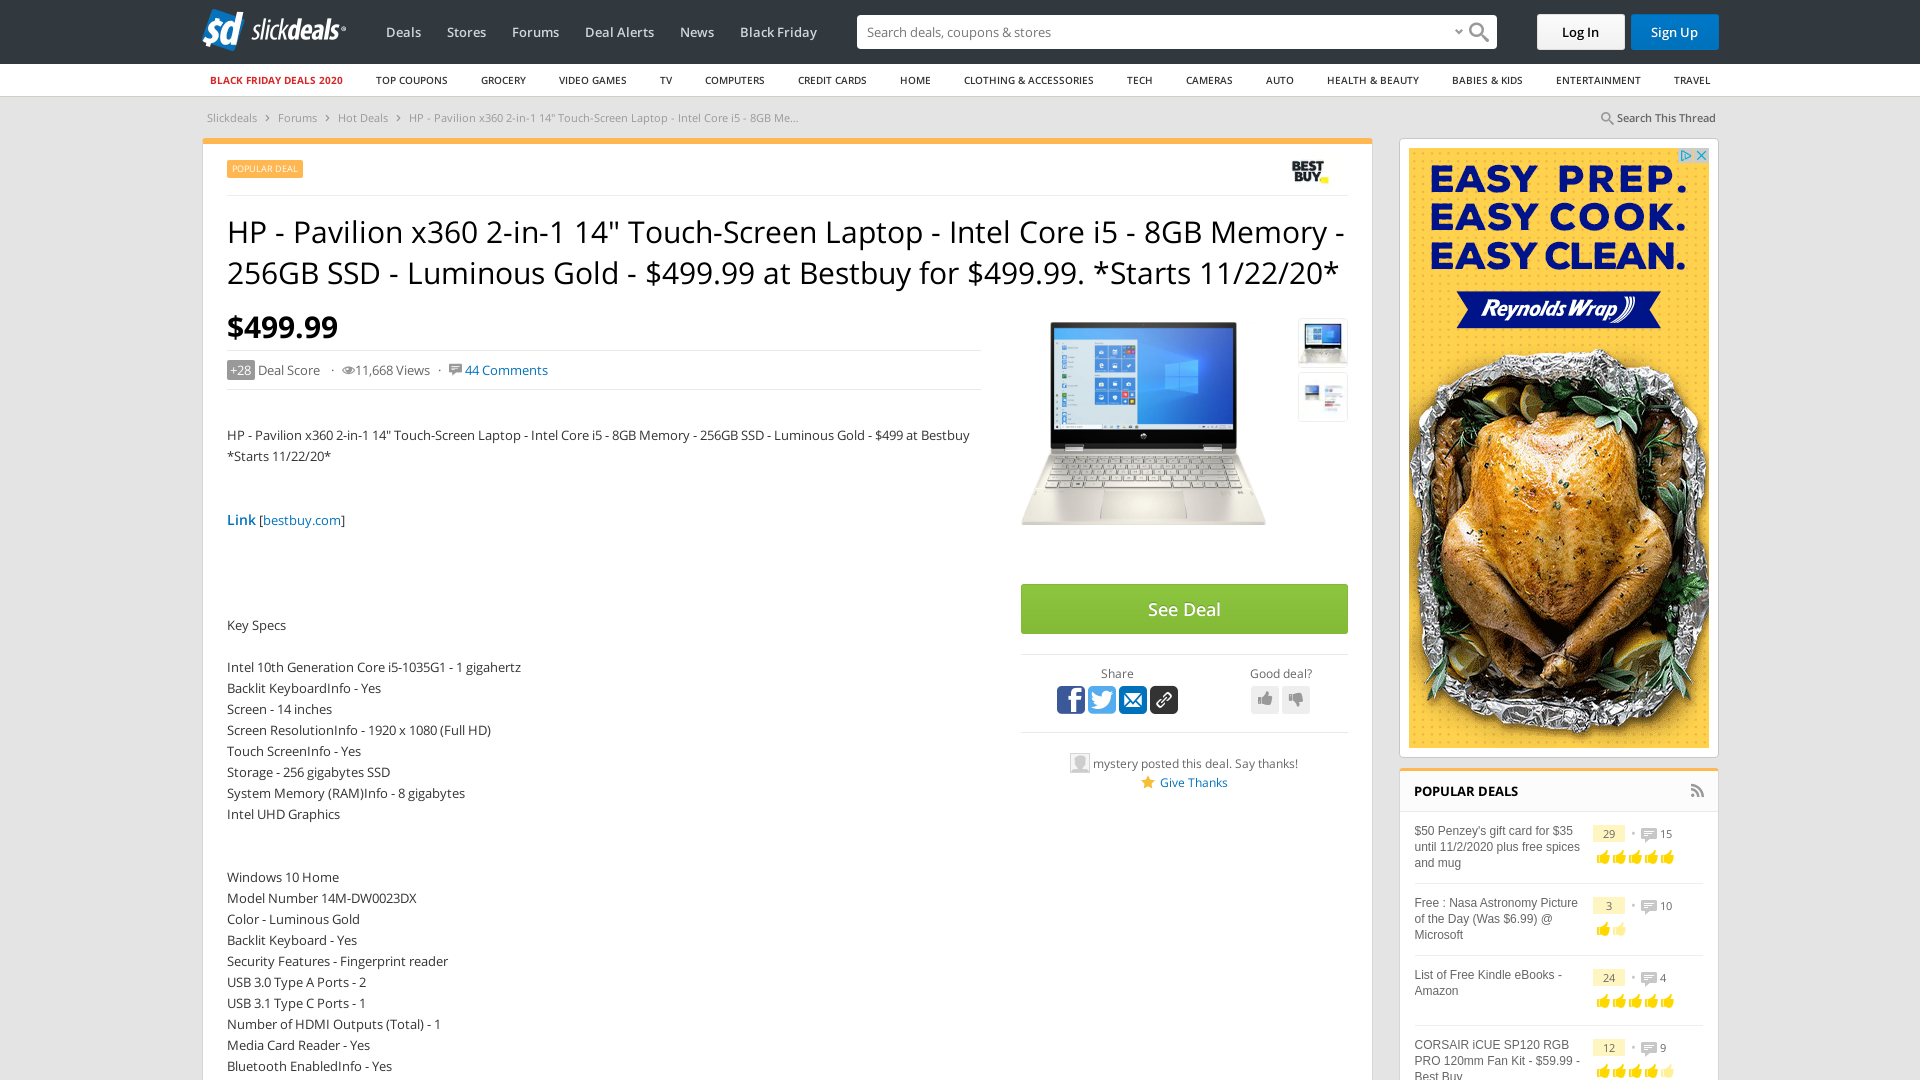 slickdeals
Deals
Stores
Forums
Deal Alerts
News
Black Friday
Search deals, coupons & stores
Log In
Sign Up
BLACK FRIDAY DEALS 2020
TOP COUPONS
GROCERY
VIDEO GAMES
TV
COMPUTERS
CREDIT CARDS
HOME
CLOTHING & ACCESSORIES
TECH
CAMERAS
AUTO
HEALTH & BEAUTY
BABIES & KIDS
ENTERTAINMENT
TRAVEL
Slickdeals › Forums › Hot Deals › HP - Pavilion x360 2-in-1 14" Touch-Screen Laptop - Intel Core i5 - 8GB Me...
Search This Thread
POPULAR DEAL
BEST
BUY
HP - Pavilion x360 2-in-1 14" Touch-Screen Laptop - Intel Core i5 - 8GB Memory -
256GB SSD - Luminous Gold - $499.99 at Bestbuy for $499.99. *Starts 11/22/20*
$499.99
+28 Deal Score · 11,668 Views · 44 Comments
HP - Pavilion x360 2-in-1 14" Touch-Screen Laptop - Intel Core i5 - 8GB Memory - 256GB SSD - Luminous Gold - $499 at Bestbuy
*Starts 11/22/20*
Link [bestbuy.com]
Key Specs
Intel 10th Generation Core i5-1035G1 - 1 gigahertz
Backlit KeyboardInfo - Yes
Screen - 14 inches
Screen ResolutionInfo - 1920 x 1080 (Full HD)
Touch ScreenInfo - Yes
Storage - 256 gigabytes SSD
System Memory (RAM)Info - 8 gigabytes
Intel UHD Graphics
Windows 10 Home
Model Number 14M-DW0023DX
Color - Luminous Gold
Backlit Keyboard - Yes
Security Features - Fingerprint reader
USB 3.0 Type A Ports - 2
USB 3.1 Type C Ports - 1
Number of HDMI Outputs (Total) - 1
Media Card Reader - Yes
Bluetooth EnabledInfo - Yes
See Deal
Share
Good deal?
mystery posted this deal. Say thanks!
Give Thanks
EASY PREP.
EASY COOK.
EASY CLEAN.
Reynolds Wrap
POPULAR DEALS
$50 Penzey's gift card for $35
until 11/2/2020 plus free spices
and mug
29 • 15
Free : Nasa Astronomy Picture
of the Day (Was $6.99) @
Microsoft
3 • 10
List of Free Kindle eBooks -
Amazon
24 • 4
CORSAIR iCUE SP120 RGB
PRO 120mm Fan Kit - $59.99 -
Best Buy
12 • 9